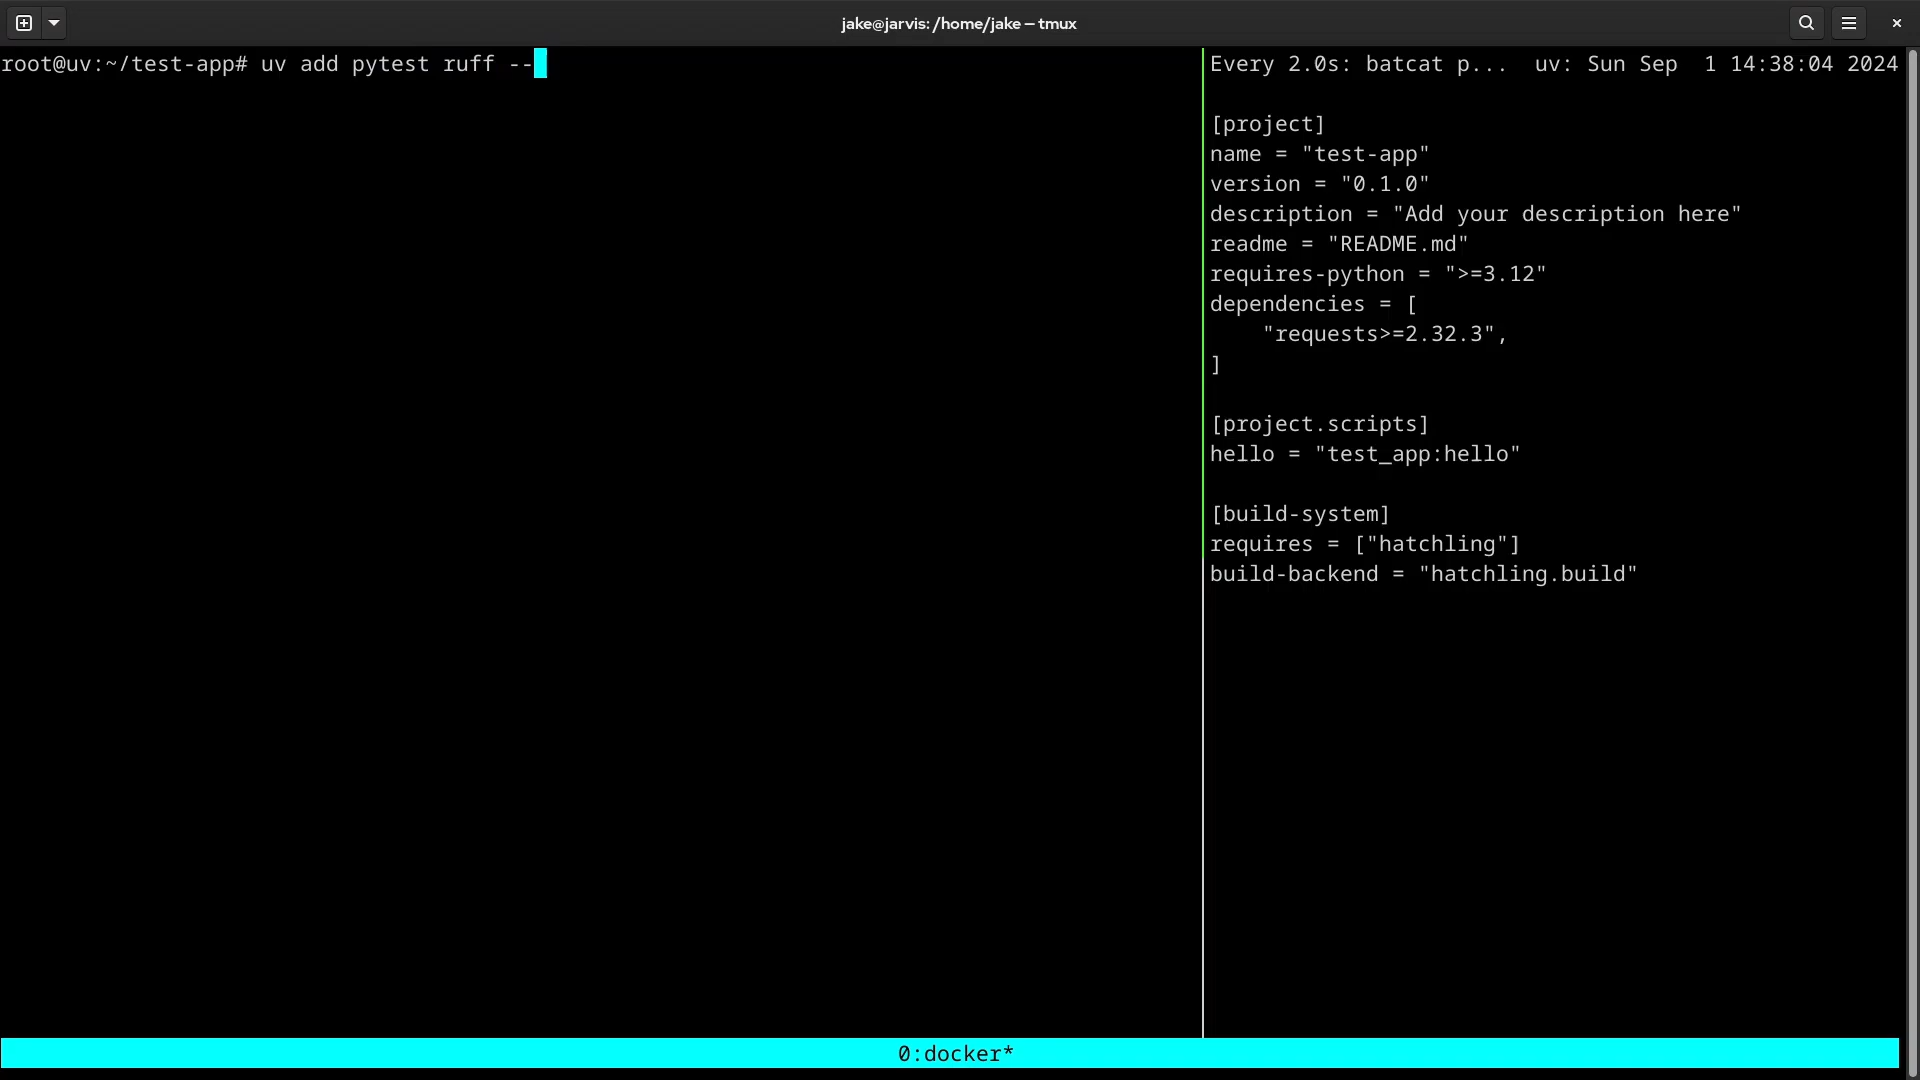 jake@jarvis: /home/jake — tmux
root@uv:~/test-app# uv add pytest ruff --
Every 2.0s: batcat p...  uv: Sun Sep  1 14:38:04 2024
[project]
name = "test-app"
version = "0.1.0"
description = "Add your description here"
readme = "README.md"
requires-python = ">=3.12"
dependencies = [
    "requests>=2.32.3",
]
[project.scripts]
hello = "test_app:hello"
[build-system]
requires = ["hatchling"]
build-backend = "hatchling.build"
0:docker*